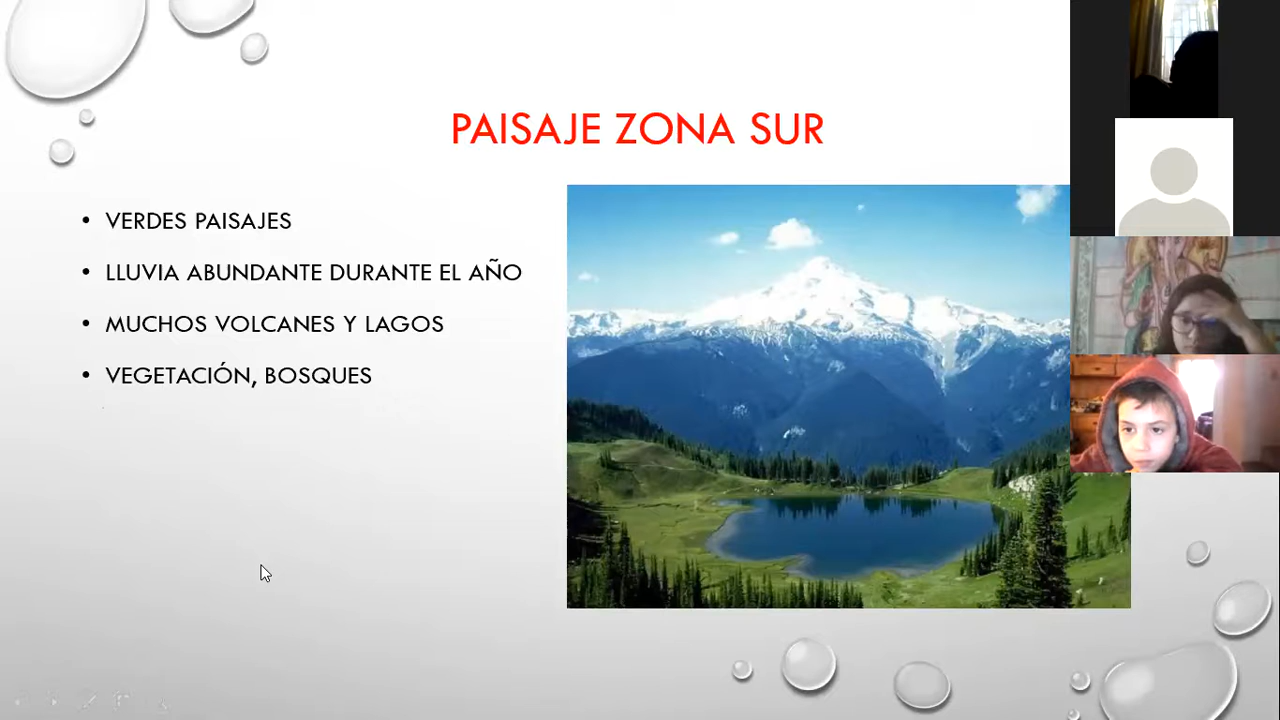 PAISAJE ZONA SUR
• VERDES PAISAJES
• LLUVIA ABUNDANTE DURANTE EL AÑO
• MUCHOS VOLCANES Y LAGOS
• VEGETACIÓN, BOSQUES